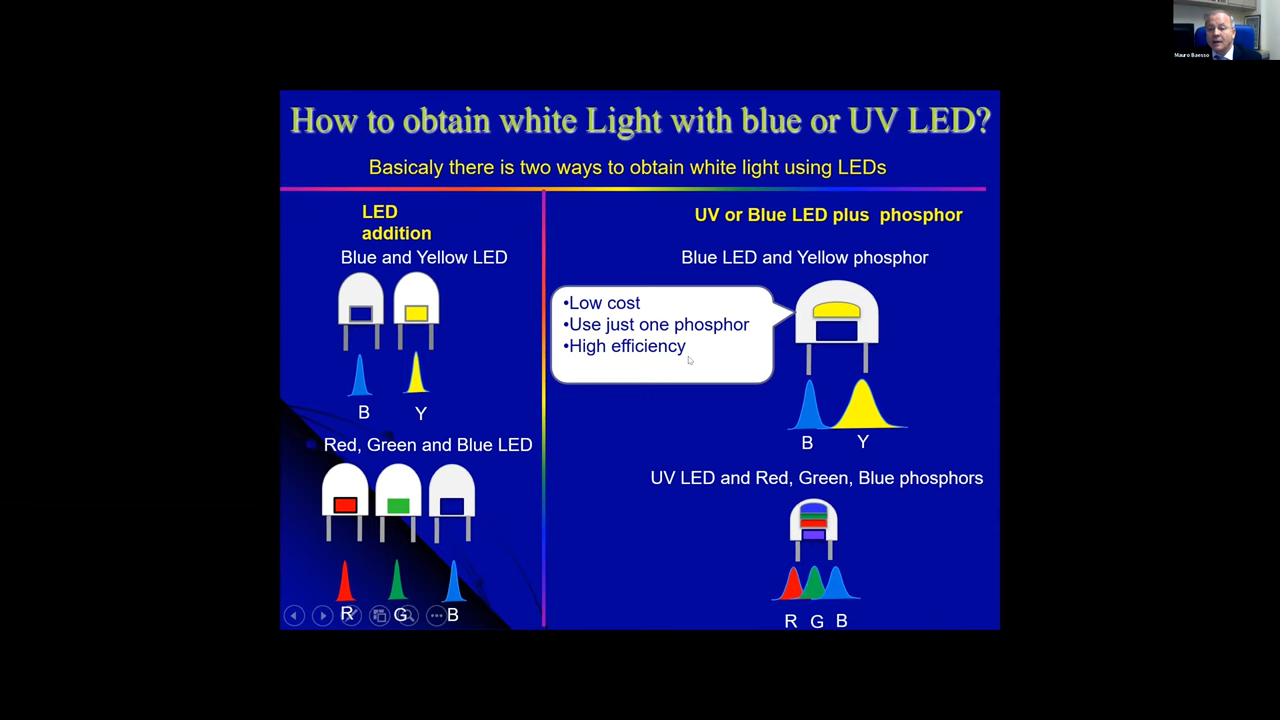 Mauro Baesso
How to obtain white Light with blue or UV LED?
Basicaly there is two ways to obtain white light using LEDs
LED
addition
Blue and Yellow LED
B
Y
Red, Green and Blue LED
R
G
B
UV or Blue LED plus phosphor
Blue LED and Yellow phosphor
•Low cost
•Use just one phosphor
•High efficiency
B
Y
UV LED and Red, Green, Blue phosphors
R G B